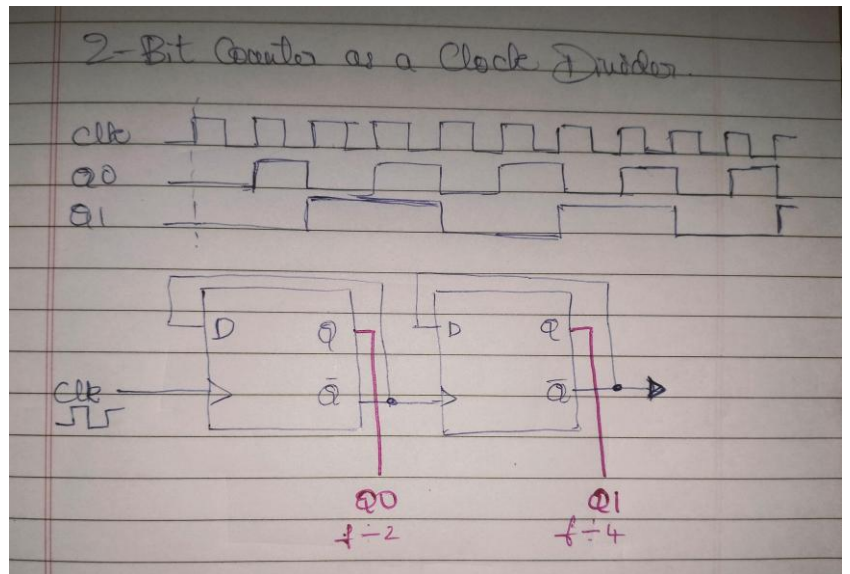 2-Bit Counter as a Clock Divider.
Clk
Q0
Q1
D Q D Q
Clk Q̅ Q̅
Q0 Q1
f÷2 f÷4